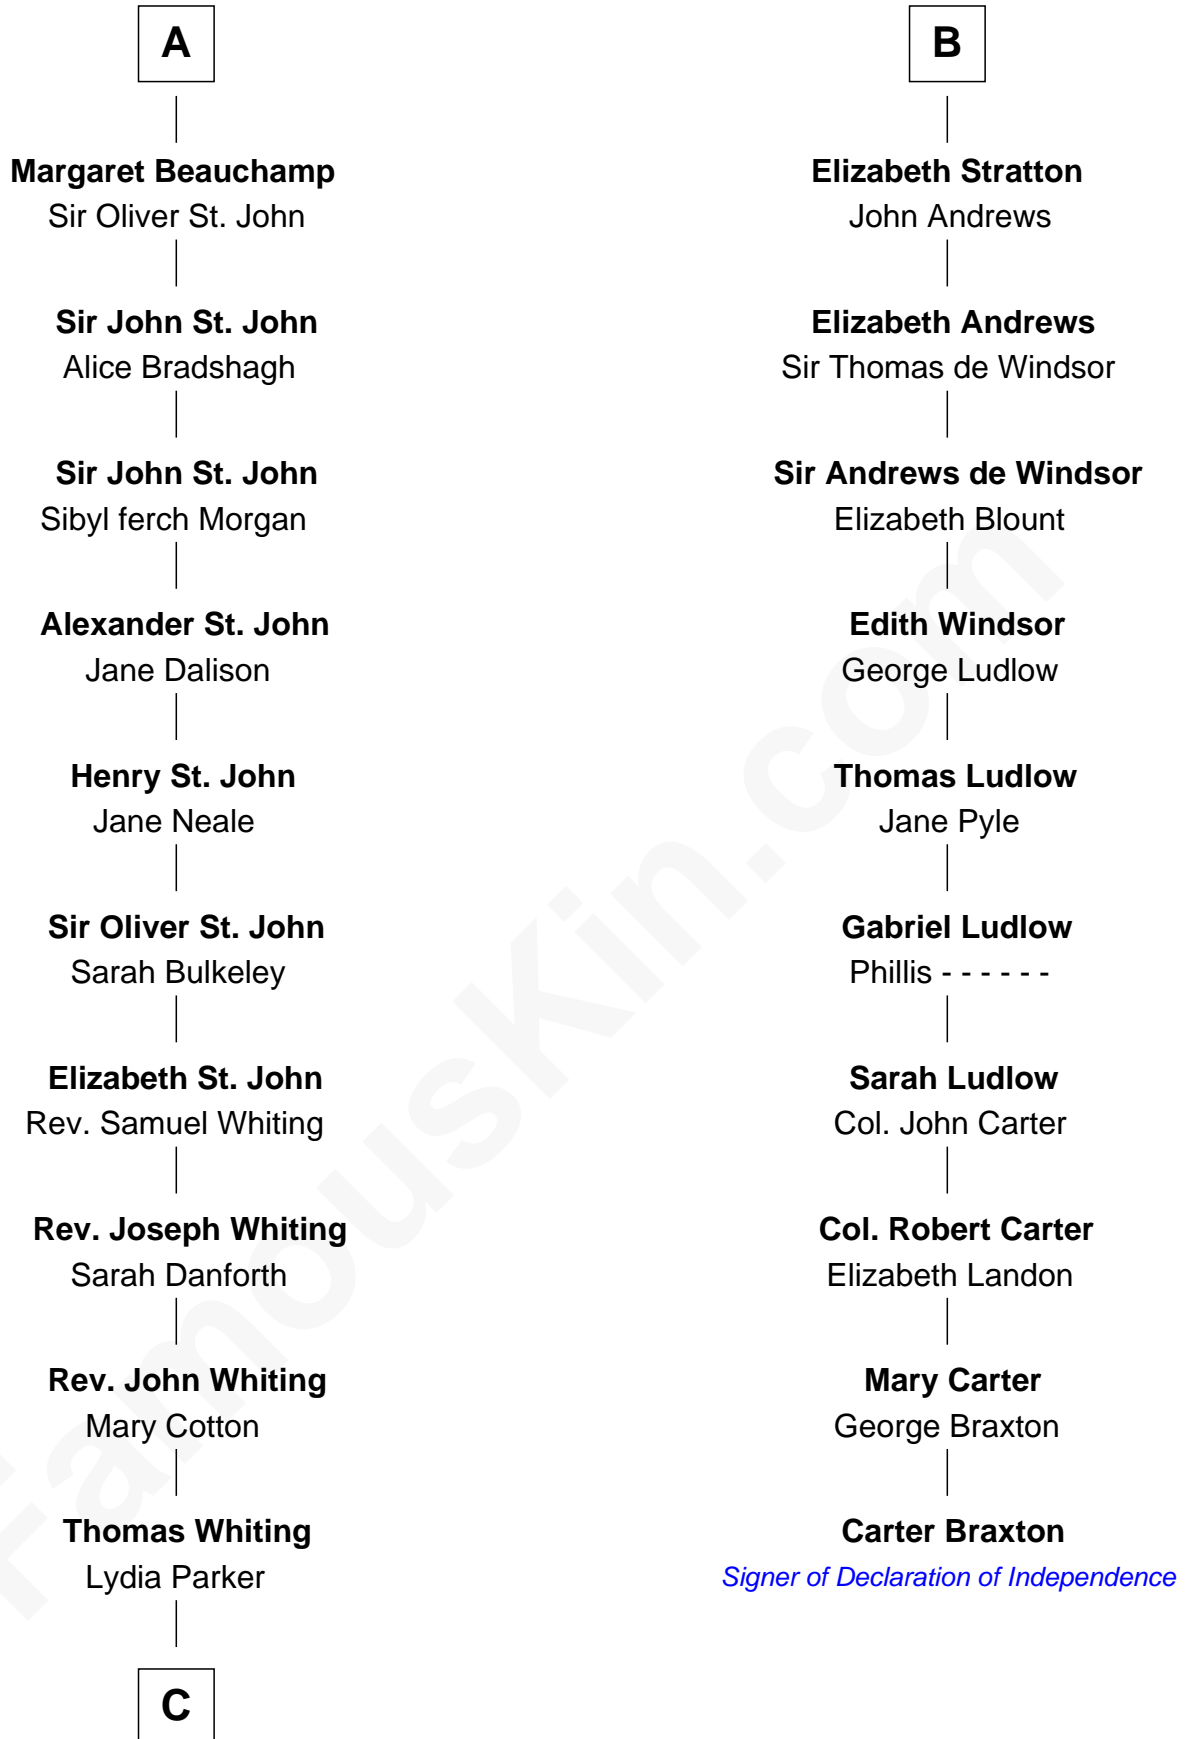 A
Margaret Beauchamp
Sir Oliver St. John
Sir John St. John
Alice Bradshagh
Sir John St. John
Sibyl ferch Morgan
Alexander St. John
Jane Dalison
Henry St. John
Jane Neale
Sir Oliver St. John
Sarah Bulkeley
Elizabeth St. John
Rev. Samuel Whiting
Rev. Joseph Whiting
Sarah Danforth
Rev. John Whiting
Mary Cotton
Thomas Whiting
Lydia Parker
C
B
Elizabeth Stratton
John Andrews
Elizabeth Andrews
Sir Thomas de Windsor
Sir Andrews de Windsor
Elizabeth Blount
Edith Windsor
George Ludlow
Thomas Ludlow
Jane Pyle
Gabriel Ludlow
Phillis - - - - - -
Sarah Ludlow
Col. John Carter
Col. Robert Carter
Elizabeth Landon
Mary Carter
George Braxton
Carter Braxton
Signer of Declaration of Independence
FamousKin.com